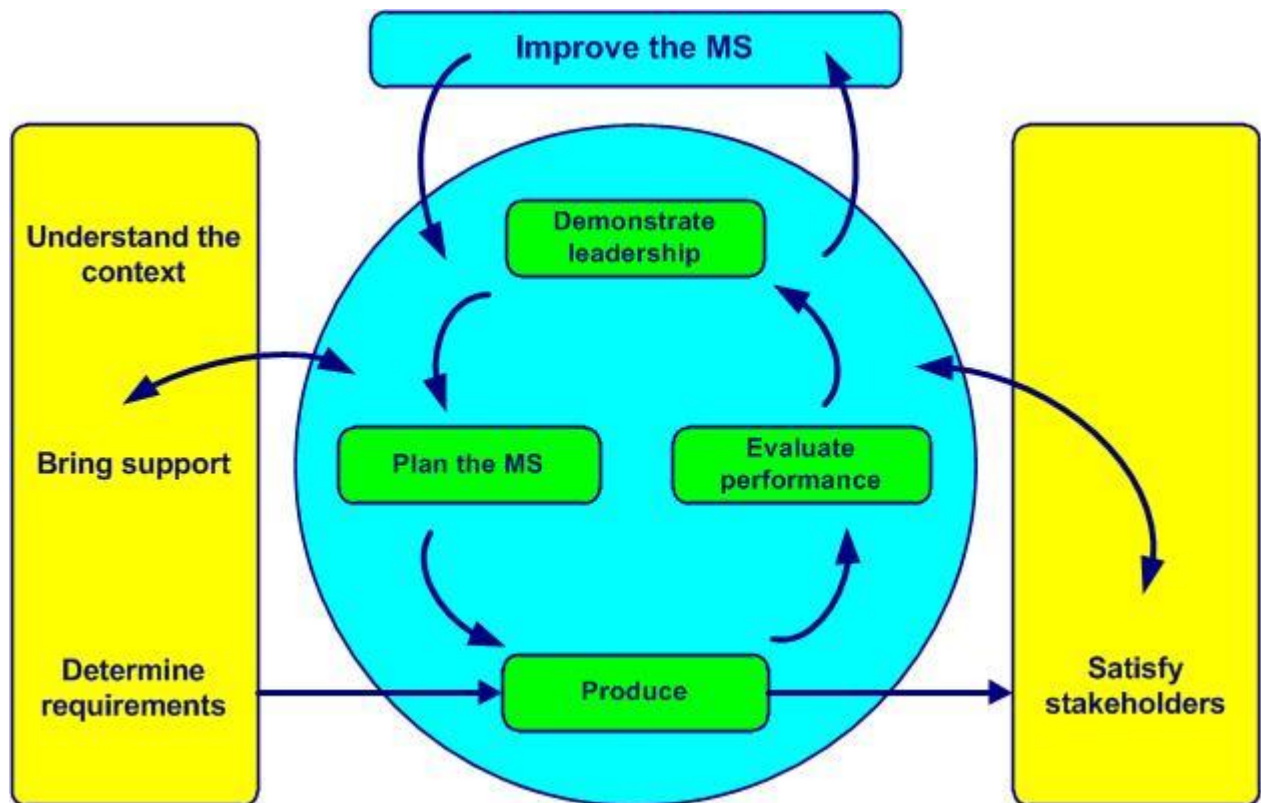 Improve the MS
Understand the
context
Bring support
Determine
requirements
Demonstrate
leadership
Plan the MS
Evaluate
performance
Produce
Satisfy
stakeholders